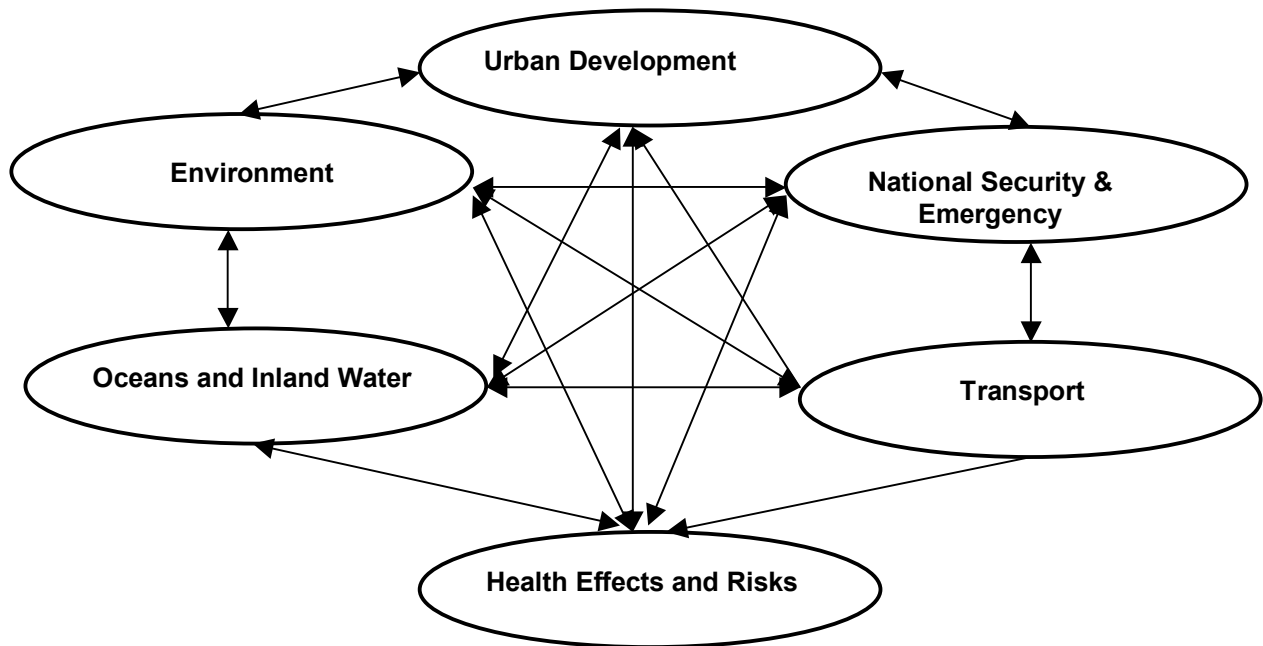 Urban Development
Environment
National Security &
Emergency
Oceans and Inland Water
Transport
Health Effects and Risks